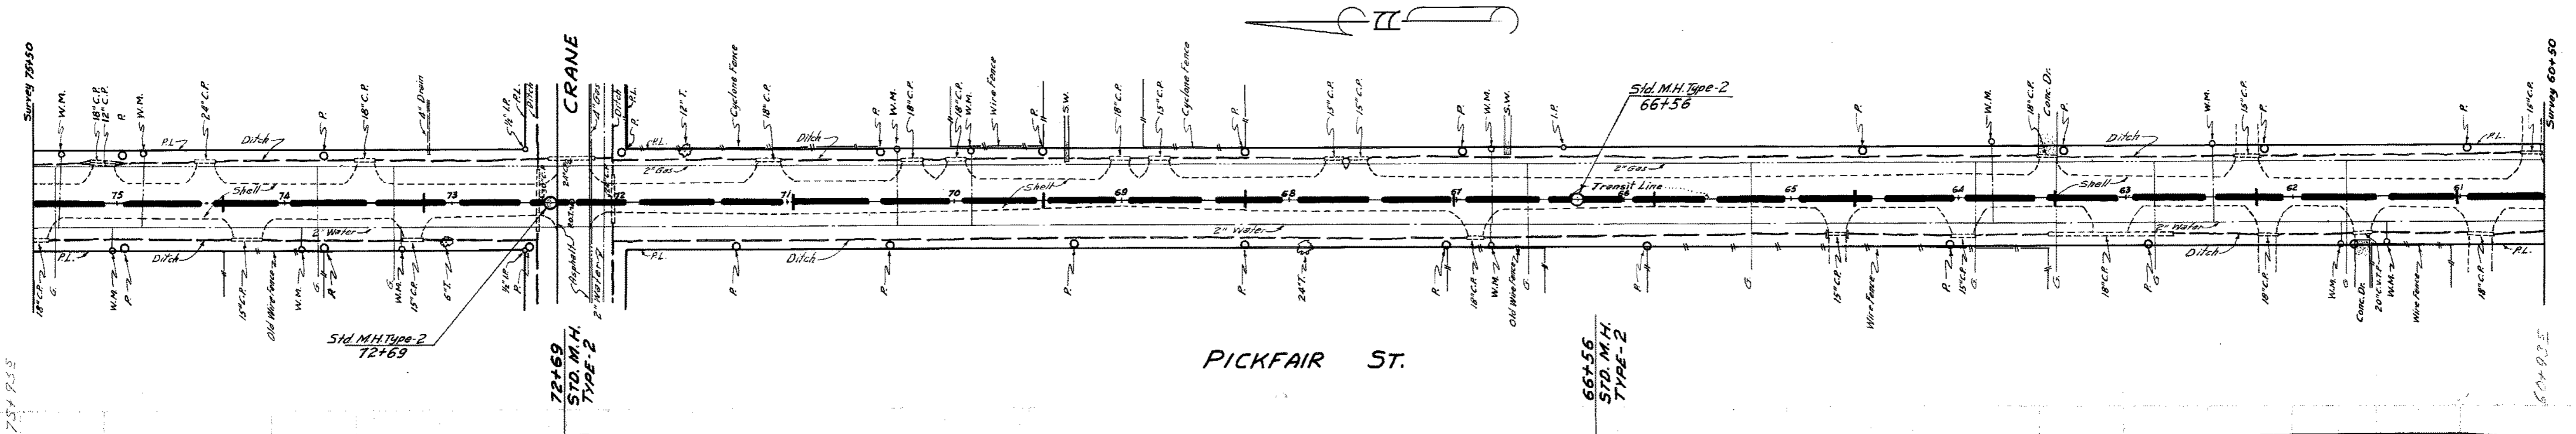 Survey 75+50
W.M.
18" C.P.
12" C.P.
P.
W.M.
24" C.P.
P.
18" C.P.
4" Drain
½" I.P.
P.L.
Ditch
CRANE
4" Gas
Ditch
P.L.
P.
12" T.
Cyclone Fence
18" C.P.
P.
W.M.
18" C.P.
18" C.P.
W.M.
Wire Fence
P.
S.W.
18" C.P.
15" C.P.
Cyclone Fence
P.
15" C.P.
15" C.P.
P.
W.M.
S.W.
I.P.
Std. M.H. Type-2
66+56
P.
W.M.
18" C.P.
Conc. Dr.
P.
W.M.
15" C.P.
P.
P.
Survey 60+50
P.L.
Ditch
P.L.
Ditch
Ditch
P.L.
2" Gas
2" Gas
Shell
Shell
Transit Line
Shell
75
74
73
72
71
70
69
68
67
66
65
64
63
62
61
2" Water
2" Water
2" Water
P.L.
Ditch
P.L.
Ditch
Ditch
P.L.
18" C.P.
G.
W.M.
P.
15" C.P.
Old Wire Fence
W.M.
G.
P.
G.
W.M.
15" C.P.
6" T.
½" I.P.
P.
Asphalt
2" Water
P.
P.
P.
P.
24" T.
P.
18" C.P.
W.M.
Old Wire Fence
G.
P.
G.
15" C.P.
Wire Fence
P.
15" C.P.
G.
18" C.P.
P.
G.
18" C.P.
W.M.
G.
Conc. Dr.
20" C.V.T.P.
W.M.
Wire Fence
18" C.P.
Std. M.H. Type-2
72+69
72+69
STD. M.H.
TYPE-2
PICKFAIR ST.
66+56
STD. M.H.
TYPE-2